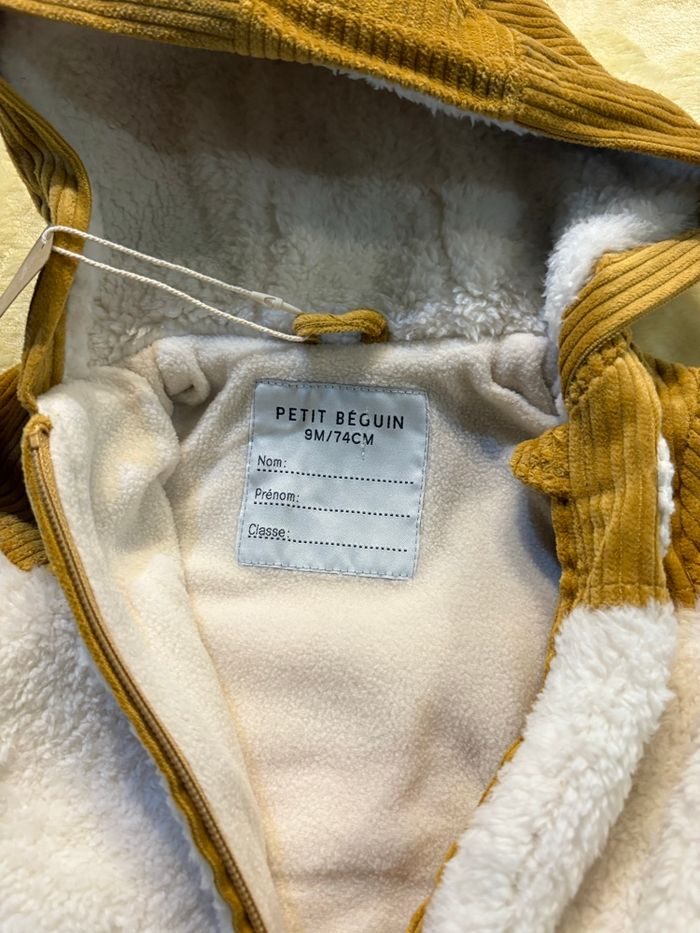 PETIT BÉGUIN
9M/74CM
Nom:
Prénom:
Classe: